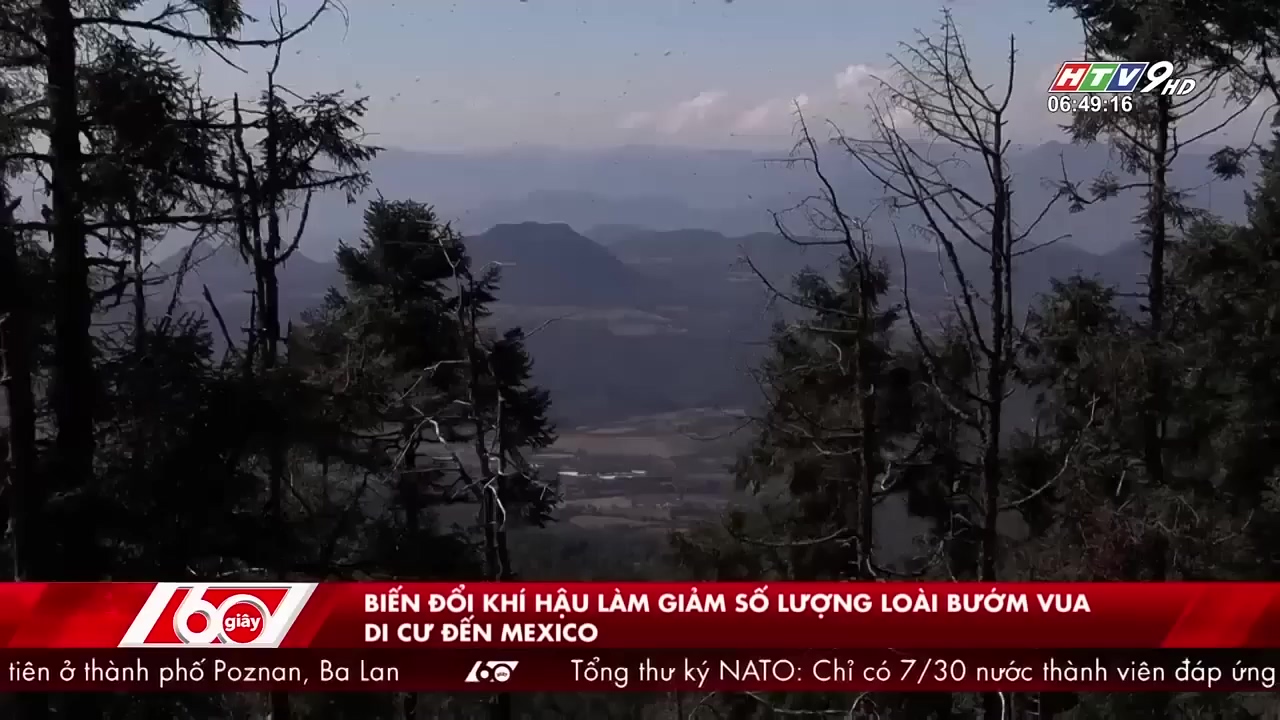 HTV9HD
06:49:16
60 giây
BIẾN ĐỔI KHÍ HẬU LÀM GIẢM SỐ LƯỢNG LOÀI BƯỚM VUA
DI CƯ ĐẾN MEXICO
tiên ở thành phố Poznan, Ba Lan 60 giây Tổng thư ký NATO: Chỉ có 7/30 nước thành viên đáp ứng